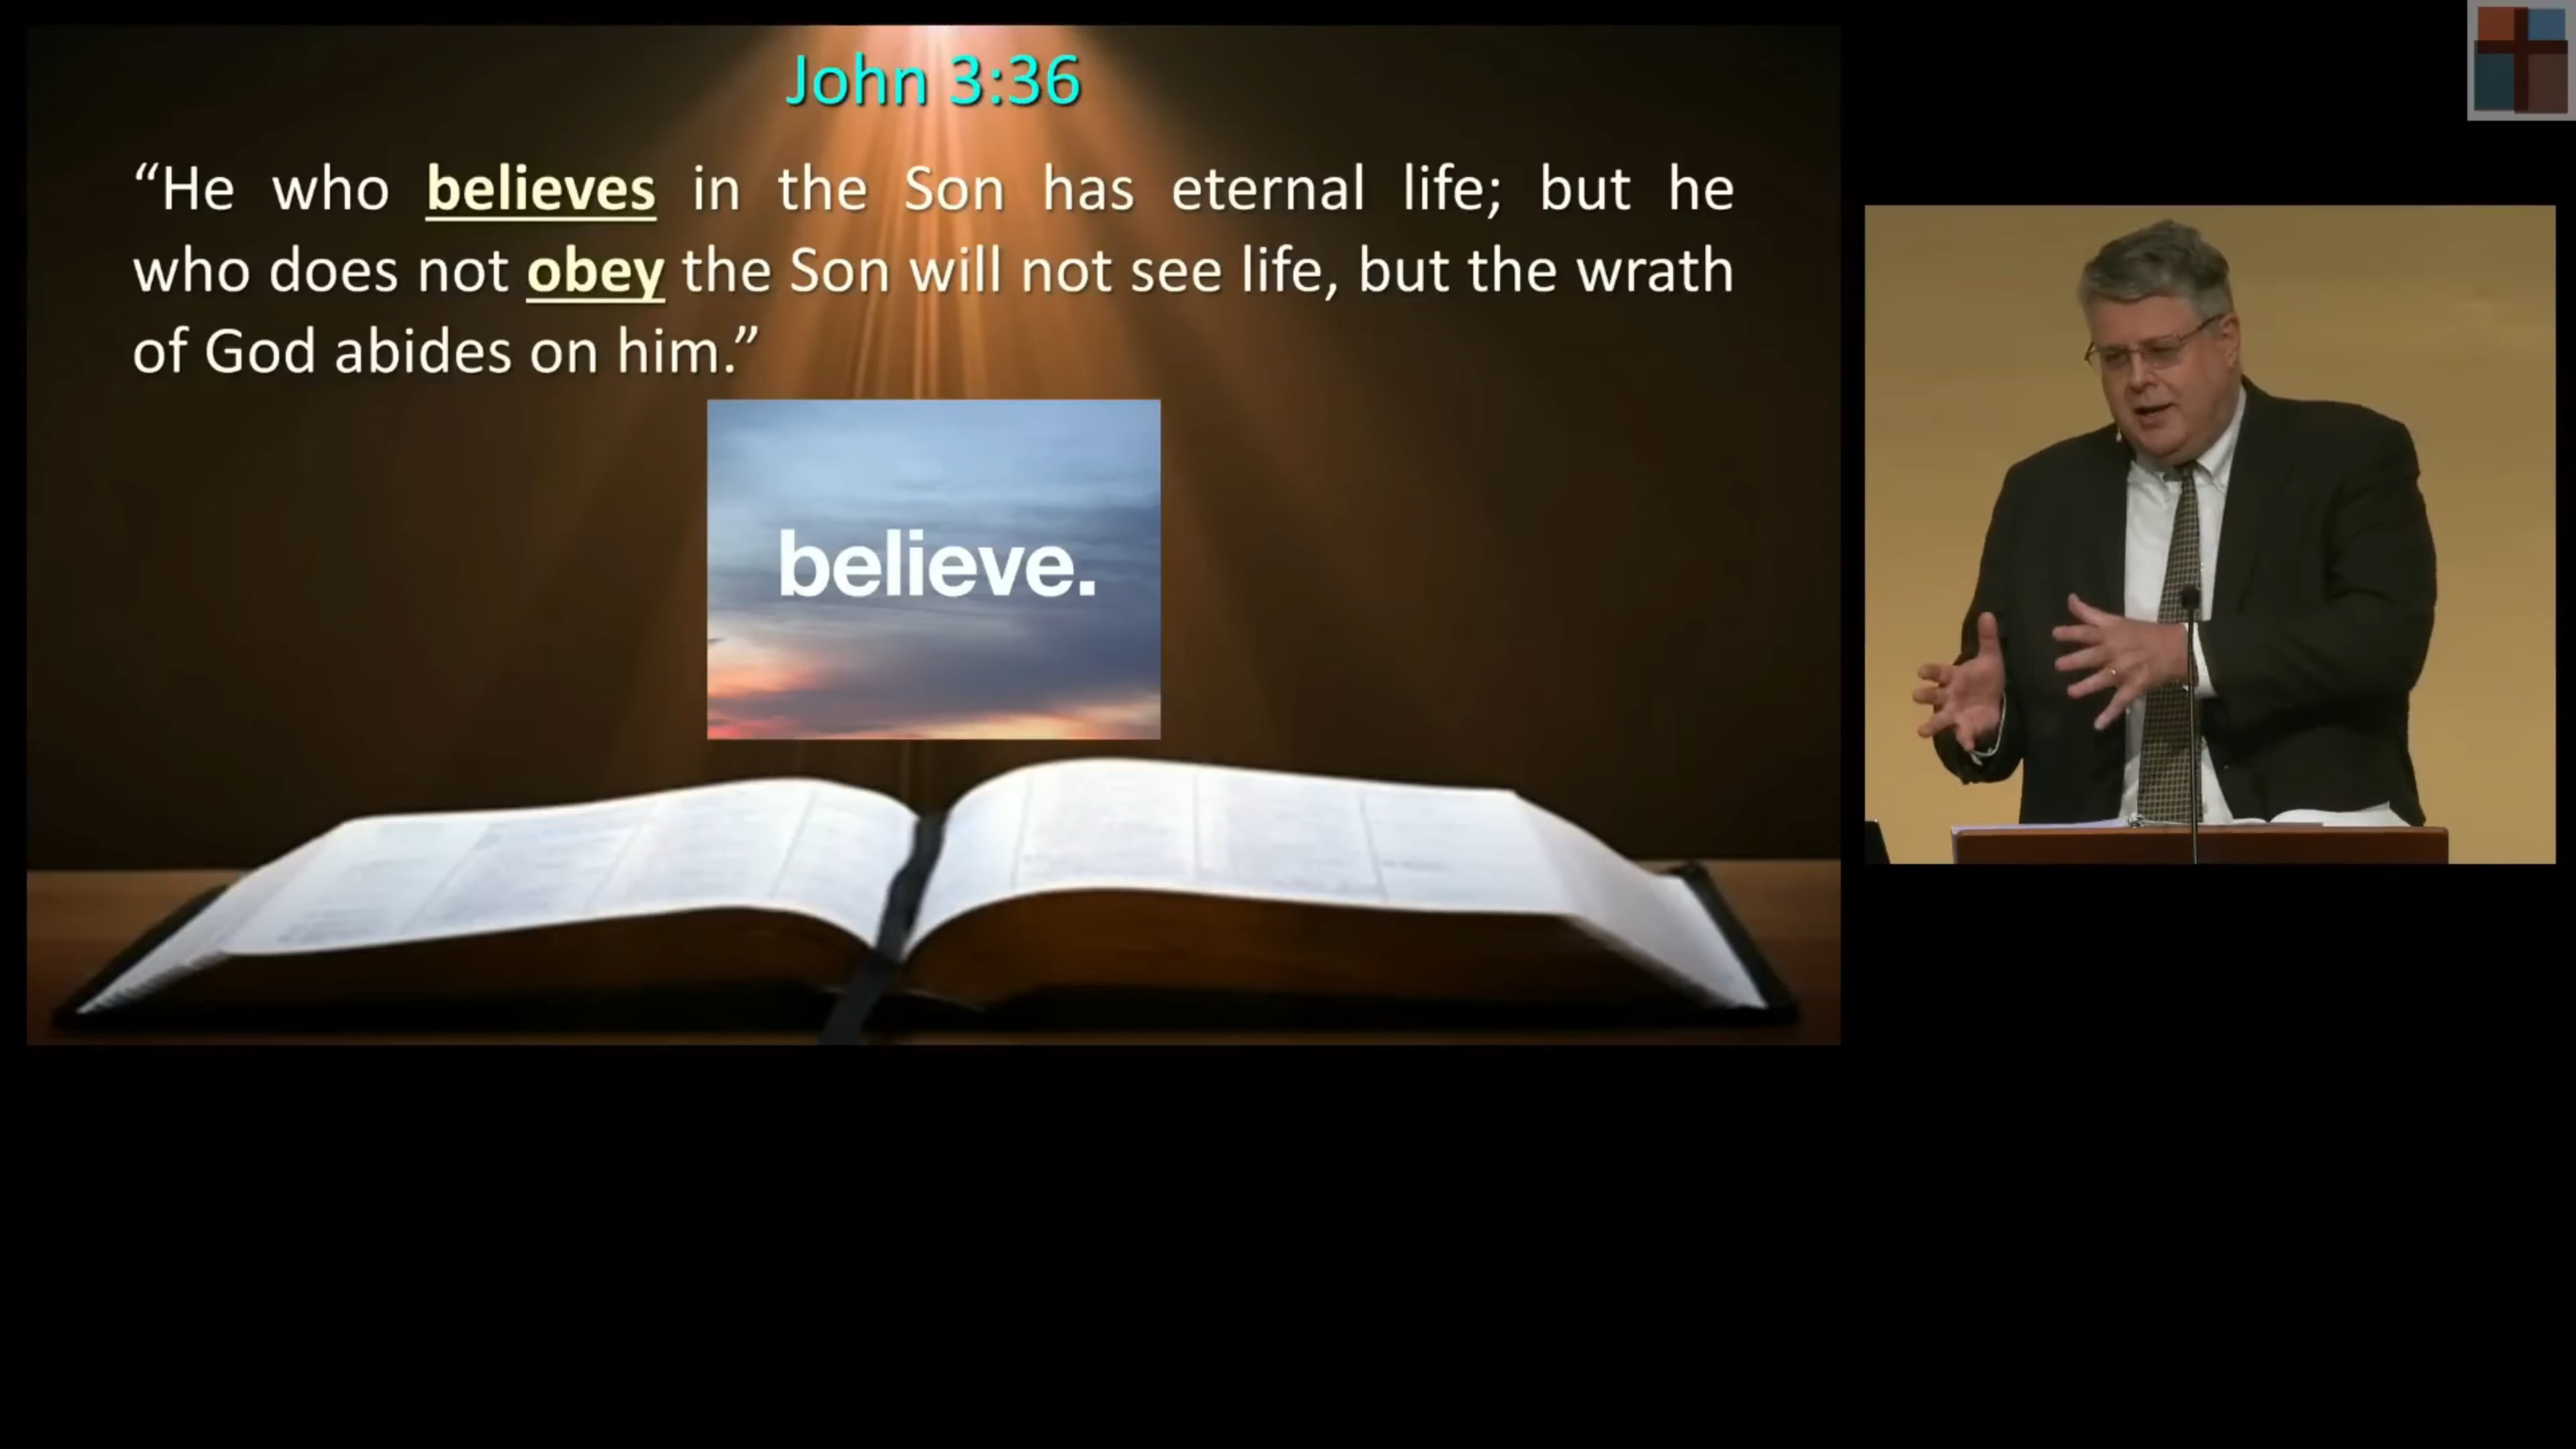 John 3:36
“He who believes in the Son has eternal life; but he
who does not obey the Son will not see life, but the wrath
of God abides on him.”
believe.